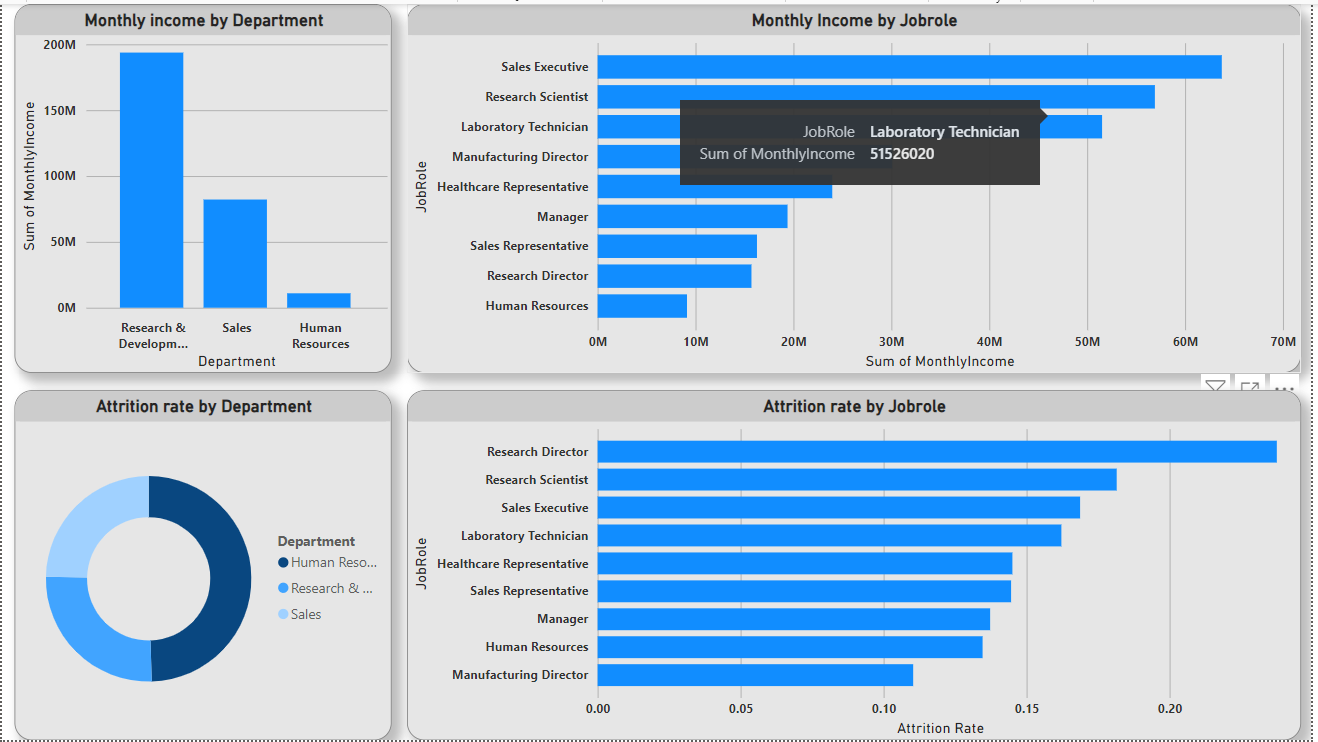 Monthly income by Department
200M
150M
100M
50M
0M
Sum of MonthlyIncome
Research &
Developm...
Sales
Human
Resources
Department
Monthly Income by Jobrole
JobRole
Sales Executive
Research Scientist
Laboratory Technician
Manufacturing Director
Healthcare Representative
Manager
Sales Representative
Research Director
Human Resources
JobRole Laboratory Technician
Sum of MonthlyIncome 51526020
0M 10M 20M 30M 40M 50M 60M 70M
Sum of MonthlyIncome
Attrition rate by Department
Department
Human Reso...
Research & ...
Sales
Attrition rate by Jobrole
JobRole
Research Director
Research Scientist
Sales Executive
Laboratory Technician
Healthcare Representative
Sales Representative
Manager
Human Resources
Manufacturing Director
0.00 0.05 0.10 0.15 0.20
Attrition Rate